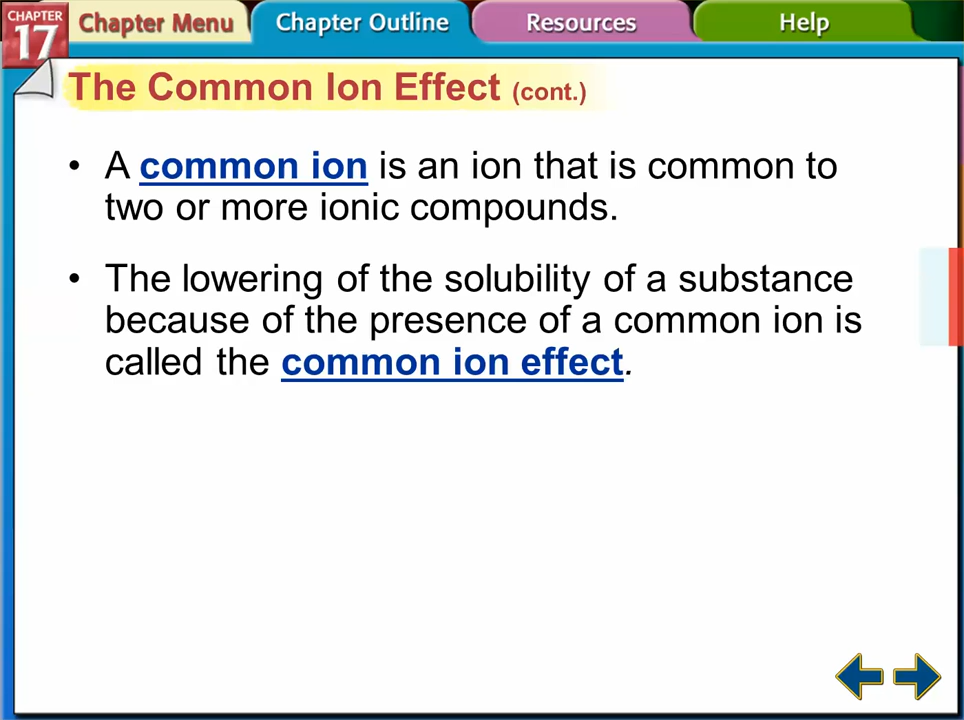 CHAPTER
17
Chapter Menu
Chapter Outline
Resources
Help
The Common Ion Effect (cont.)
• A common ion is an ion that is common to
two or more ionic compounds.
• The lowering of the solubility of a substance
because of the presence of a common ion is
called the common ion effect.